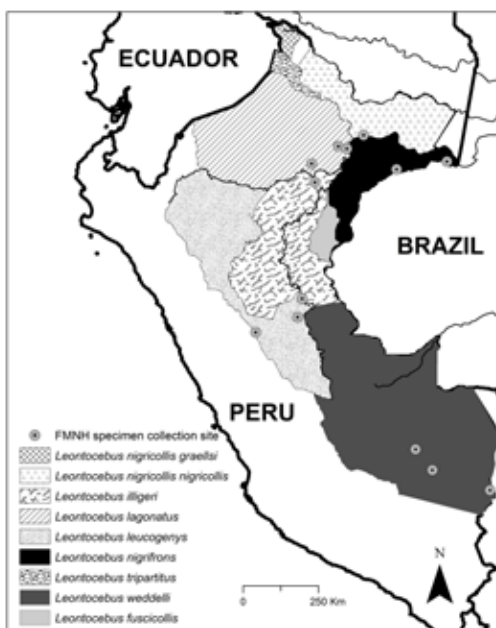 ECUADOR
BRAZIL
PERU
FMNH specimen collection site
Leontocebus nigricollis graellsi
Leontocebus nigricollis nigricollis
Leontocebus illigeri
Leontocebus lagonatus
Leontocebus leucogenys
Leontocebus nigrifrons
Leontocebus tripartitus
Leontocebus weddelli
Leontocebus fuscicollis
N
0 250 Km